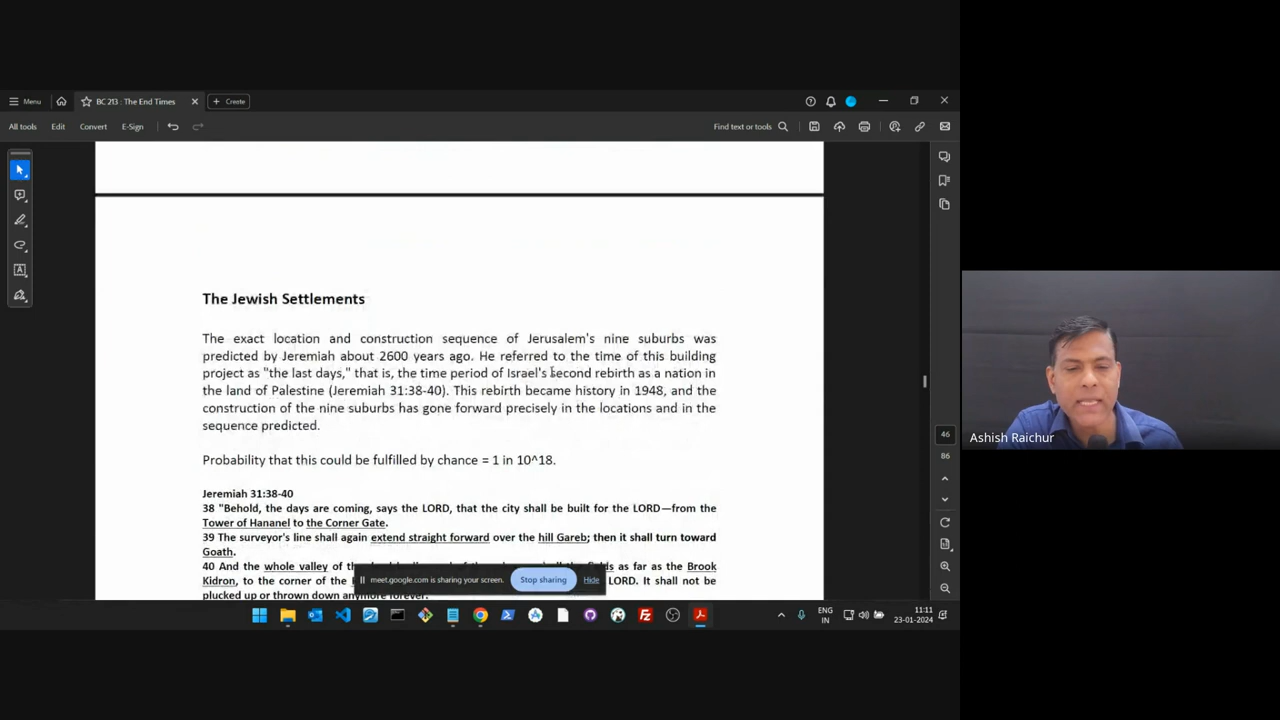 Menu
BC 213 : The End Times
Create
All tools
Edit
Convert
E-Sign
Find text or tools
The Jewish Settlements
The exact location and construction sequence of Jerusalem's nine suburbs was
predicted by Jeremiah about 2600 years ago. He referred to the time of this building
project as "the last days," that is, the time period of Israel's second rebirth as a nation in
the land of Palestine (Jeremiah 31:38-40). This rebirth became history in 1948, and the
construction of the nine suburbs has gone forward precisely in the locations and in the
sequence predicted.
Probability that this could be fulfilled by chance = 1 in 10^18.
Jeremiah 31:38-40
38 "Behold, the days are coming, says the LORD, that the city shall be built for the LORD—from the
Tower of Hananel to the Corner Gate.
39 The surveyor's line shall again extend straight forward over the hill Gareb; then it shall turn toward
Goath.
40 And the whole valley of the fields as far as the Brook
Kidron, to the corner of the LORD. It shall not be
plucked up or thrown down anymore forever.
meet.google.com is sharing your screen.
Stop sharing
Hide
46
86
Ashish Raichur
ENG
IN
11:11
23-01-2024